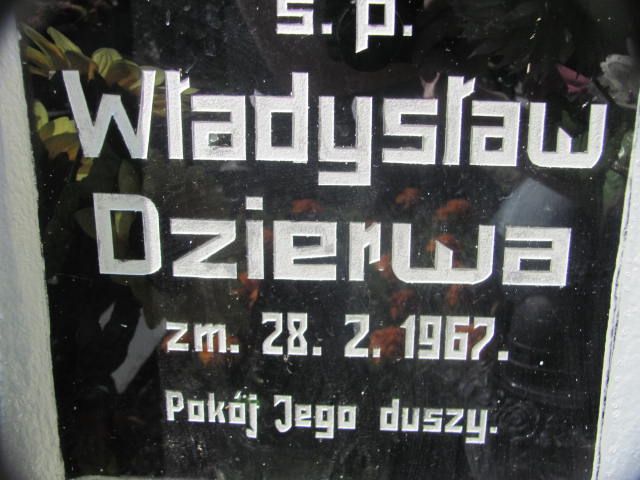 ś. p.
Władysław
Dzierwa
zm. 28. 2. 1967.
Pokój Jego duszy.